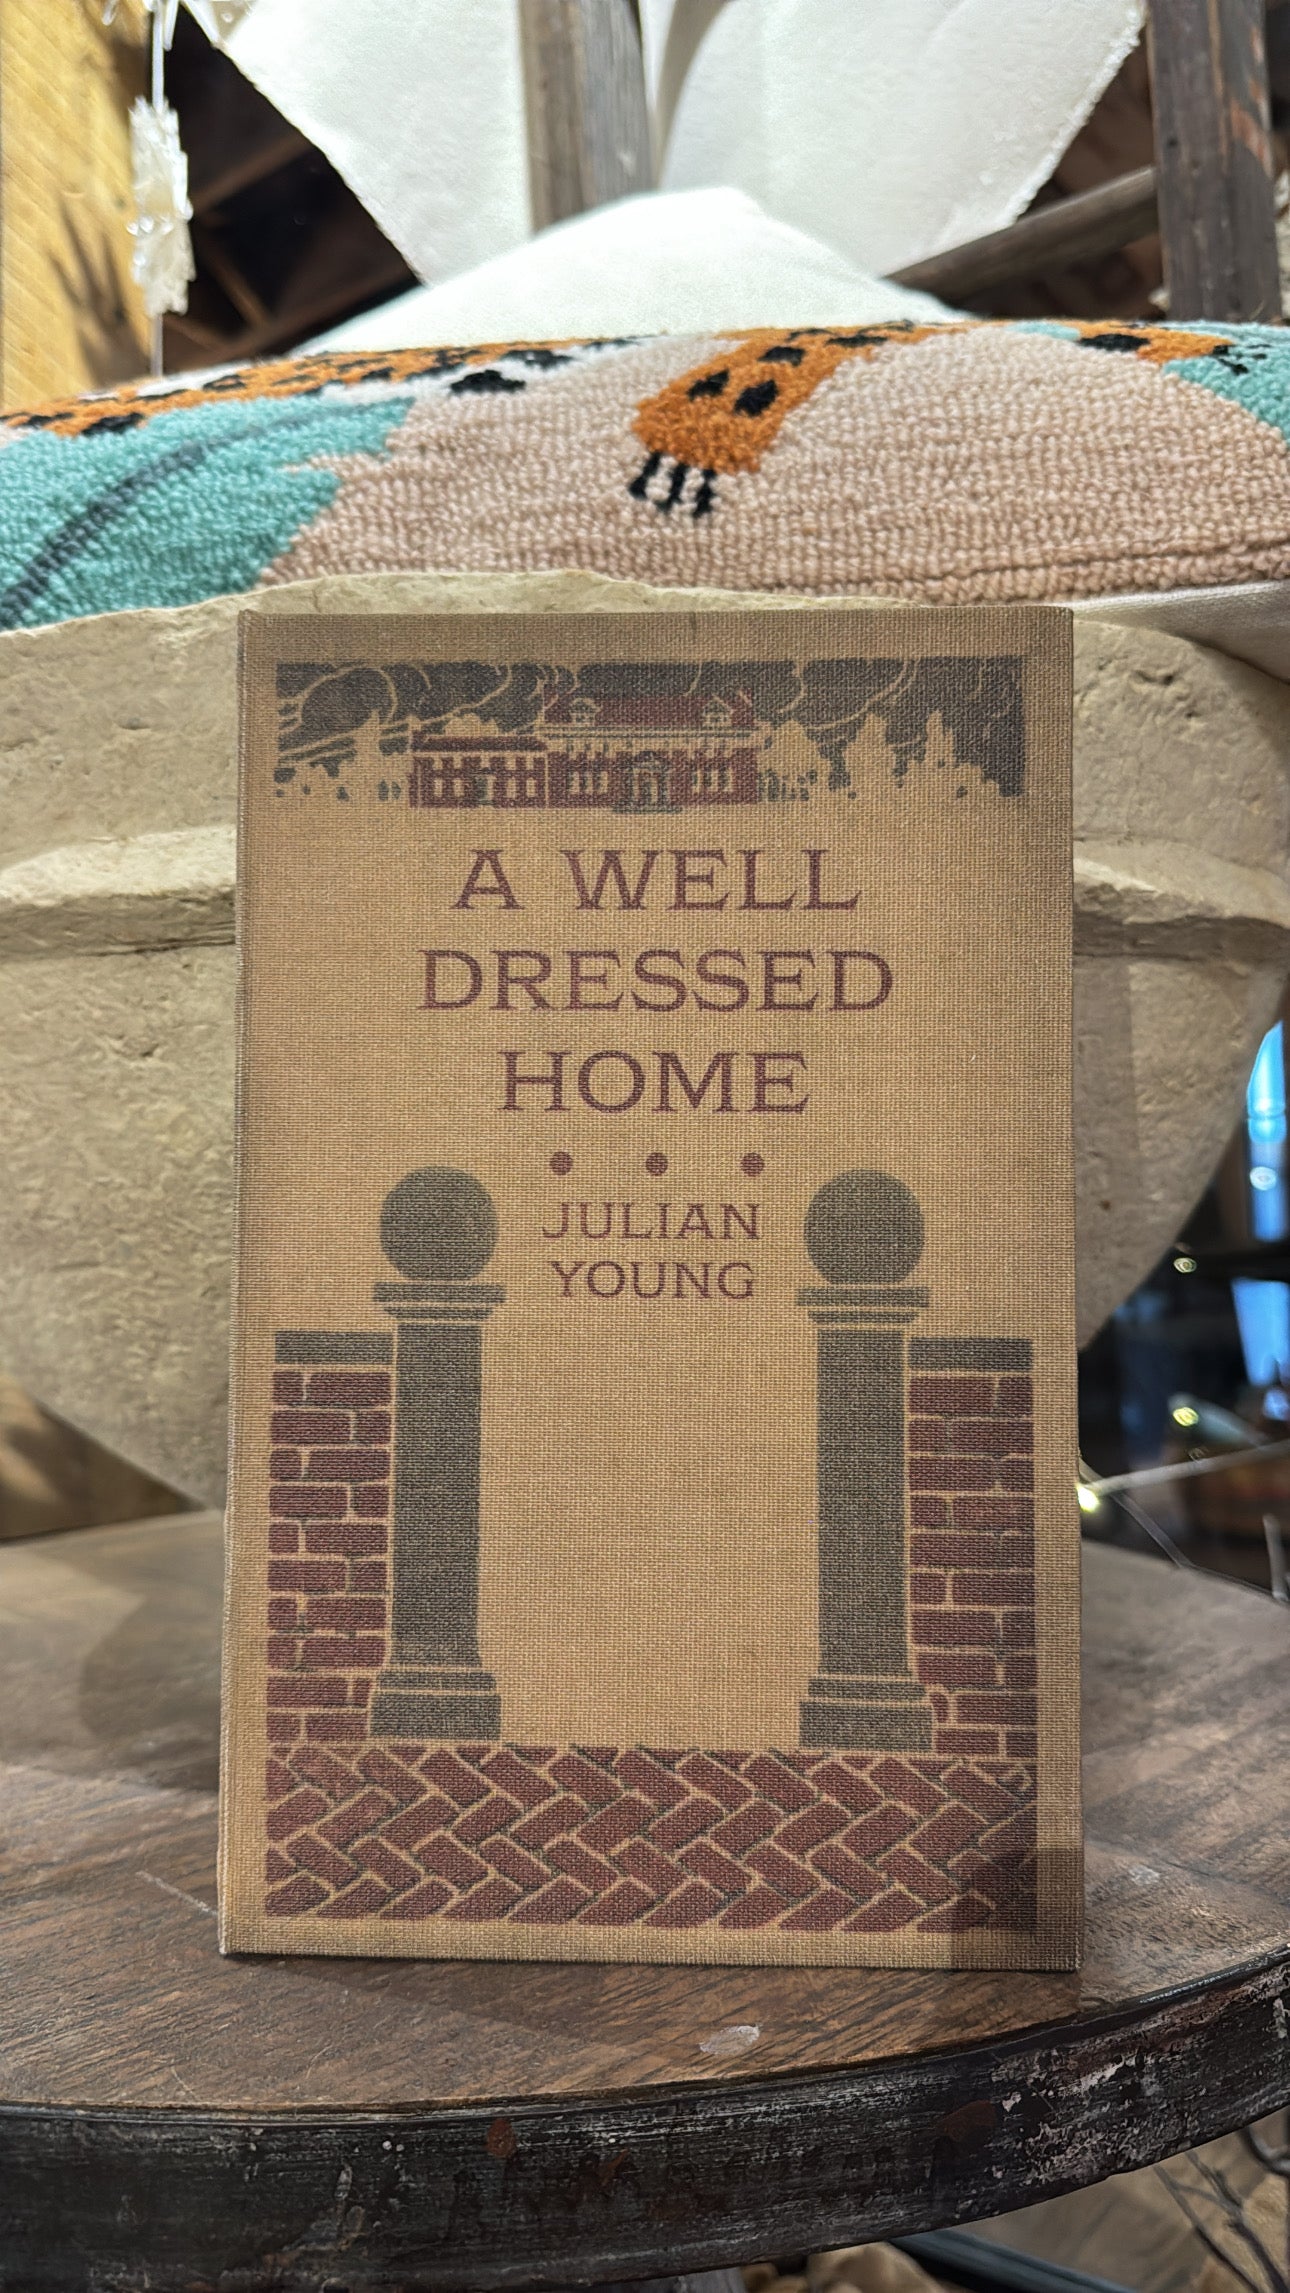 A WELL
DRESSED
HOME
• • •
JULIAN
YOUNG